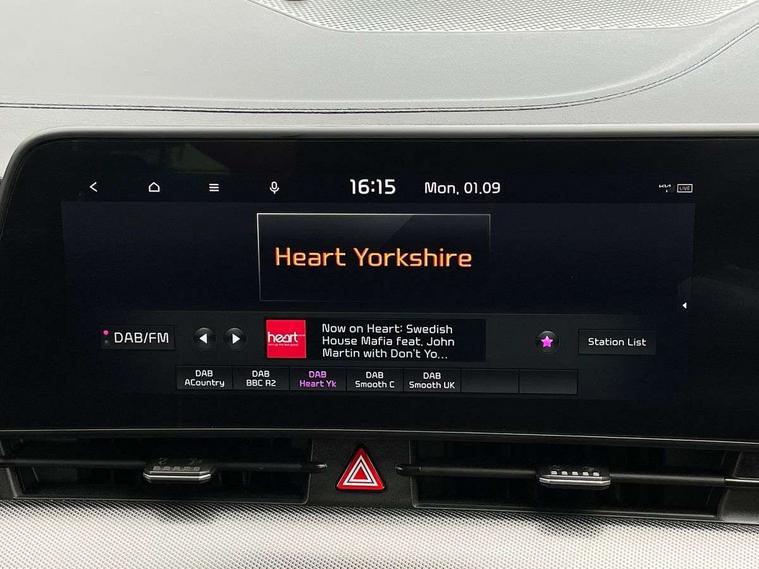 16:15 Mon, 01.09
LIVE
Heart Yorkshire
DAB/FM
heart
Now on Heart: Swedish
House Mafia feat. John
Martin with Don't Yo...
Station List
DAB
ACountry
DAB
BBC R2
DAB
Heart Yk
DAB
Smooth C
DAB
Smooth UK